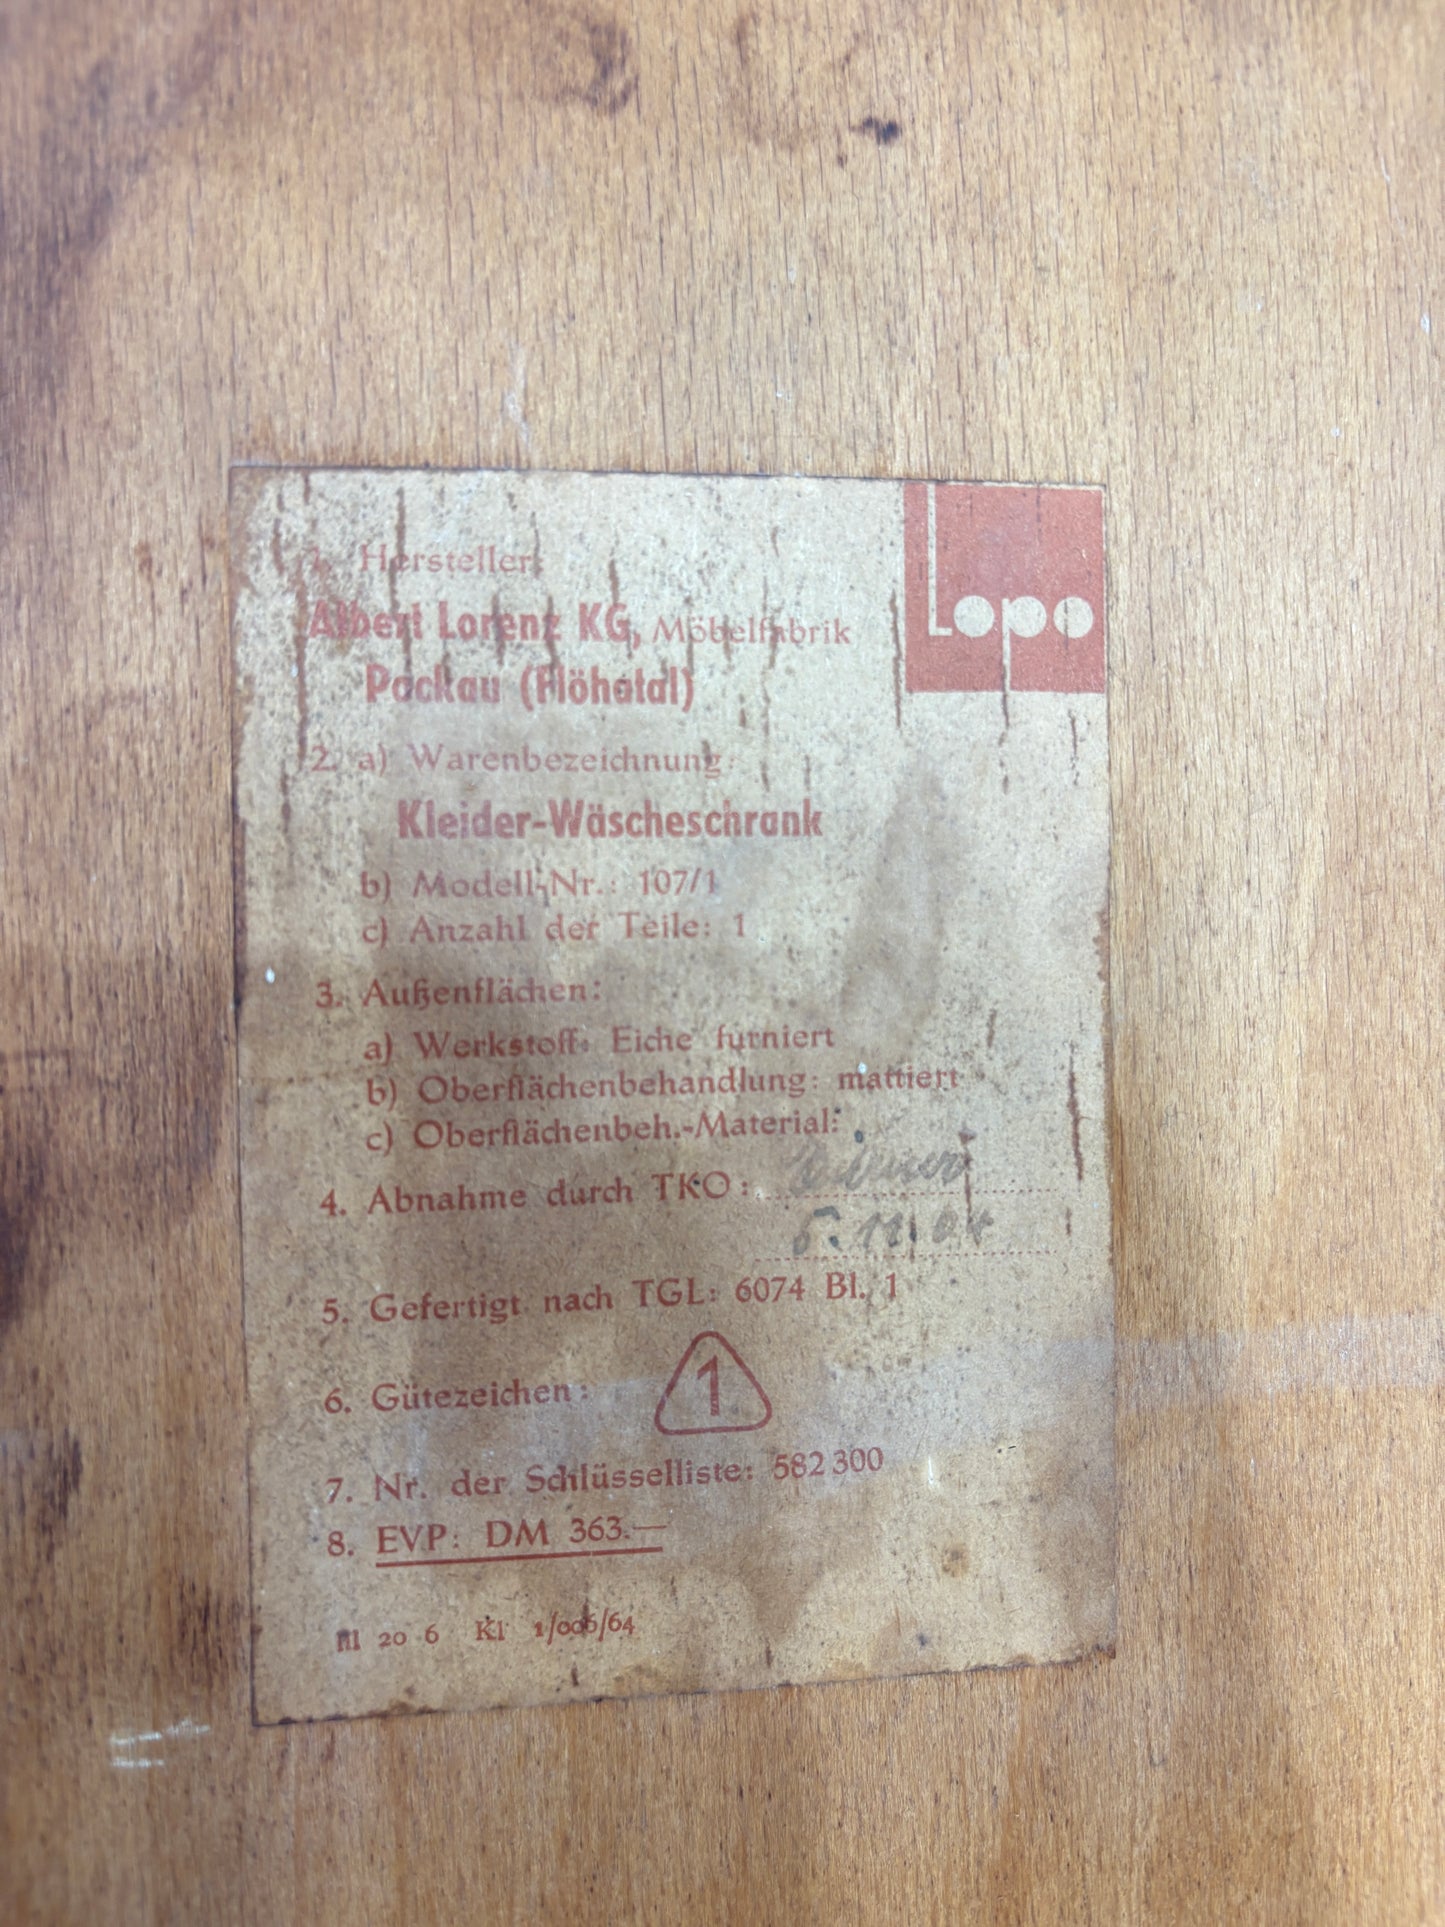 Lopo
1. Hersteller:
Albert Lorenz KG, Möbelfabrik
Pockau (Flöhatal)
2. a) Warenbezeichnung:
Kleider-Wäscheschrank
b) Modell-Nr.: 107/1
c) Anzahl der Teile: 1
3. Außenflächen:
a) Werkstoff: Eiche furniert
b) Oberflächenbehandlung: mattiert
c) Oberflächenbeh.-Material:
4. Abnahme durch TKO:
5. Gefertigt nach TGL: 6074 Bl. 1
6. Gütezeichen: 1
7. Nr. der Schlüsselliste: 582 300
8. EVP: DM 363.—
III 20 6 Kl 1/006/64